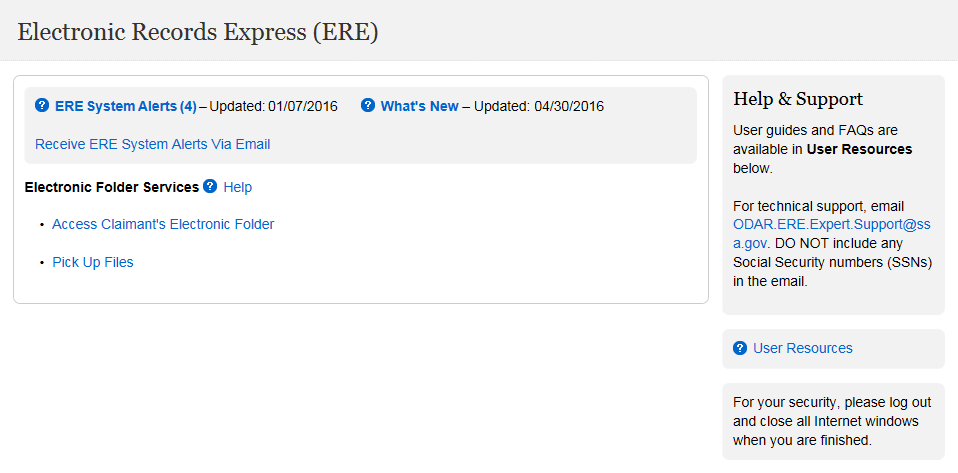 Electronic Records Express (ERE)
ERE System Alerts (4) – Updated: 01/07/2016 What's New – Updated: 04/30/2016
Receive ERE System Alerts Via Email
Electronic Folder Services Help
• Access Claimant's Electronic Folder
• Pick Up Files
Help & Support
User guides and FAQs are
available in User Resources
below.
For technical support, email
ODAR.ERE.Expert.Support@ss
a.gov. DO NOT include any
Social Security numbers (SSNs)
in the email.
User Resources
For your security, please log out
and close all Internet windows
when you are finished.